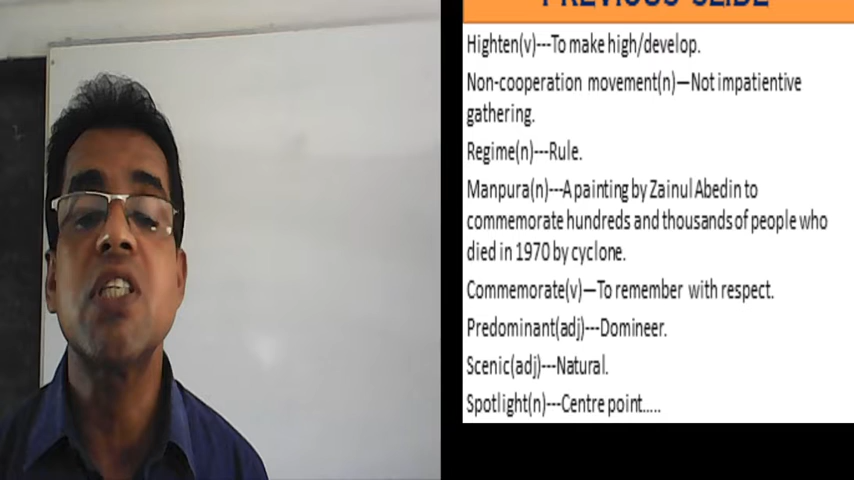 PREVIOUS SLIDE
Highten(v)---To make high/develop.
Non-cooperation movement(n)—Not impatientive
gathering.
Regime(n)---Rule.
Manpura(n)---A painting by Zainul Abedin to
commemorate hundreds and thousands of people who
died in 1970 by cyclone.
Commemorate(v)—To remember with respect.
Predominant(adj)---Domineer.
Scenic(adj)---Natural.
Spotlight(n)---Centre point.....